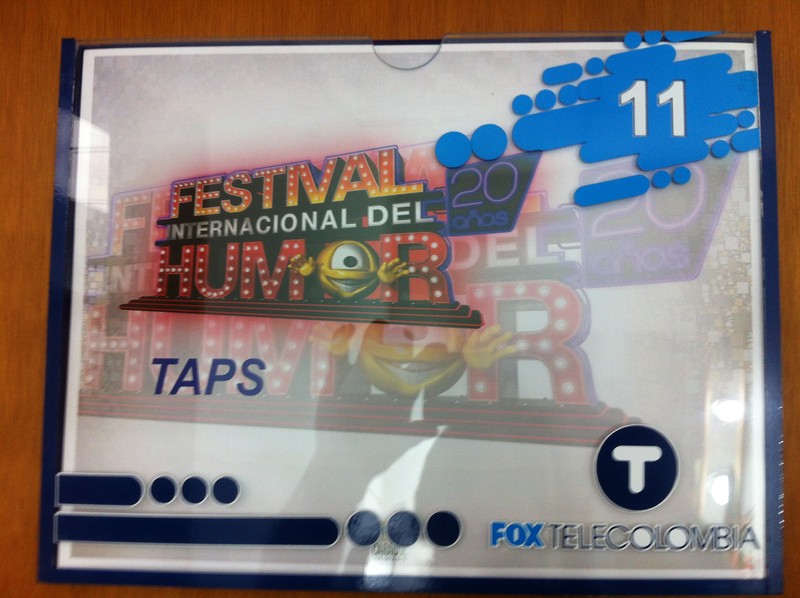 11
FESTIVAL
INTERNACIONAL DEL
HUMOR
20
años
TAPS
T
FOX TELECOLOMBIA